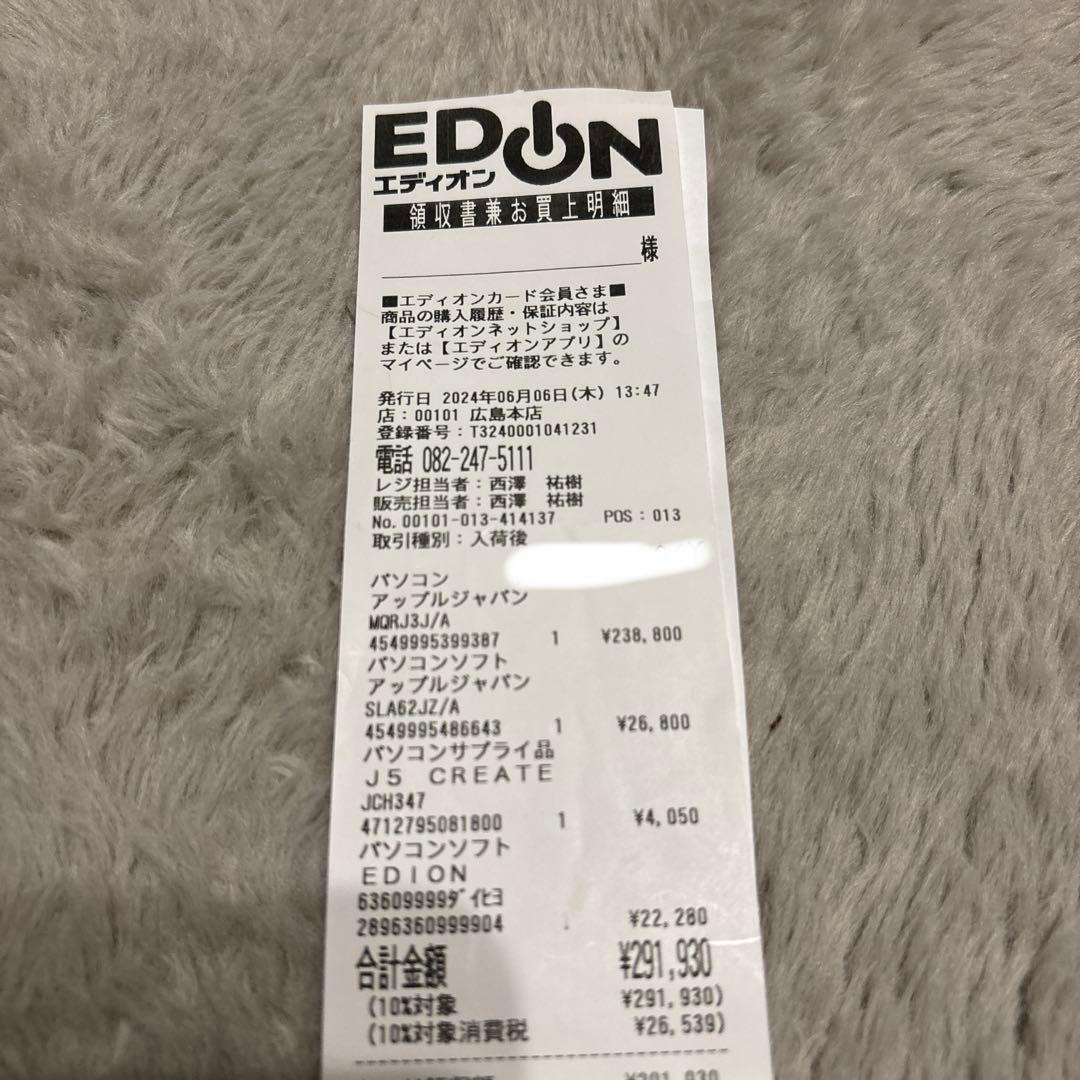 EDION
エディオン
領収書兼お買上明細
様
■エディオンカード会員さま■
商品の購入履歴・保証内容は
【エディオンネットショップ】
または【エディオンアプリ】の
マイページでご確認できます。
発行日 2024年06月06日(木) 13:47
店:00101 広島本店
登録番号:T3240001041231
電話 082-247-5111
レジ担当者:西澤 祐樹
販売担当者:西澤 祐樹
No.00101-013-414137 POS:013
取引種別:入荷後
パソコン
アップルジャパン
MQRJ3J/A
4549995399387 1 ¥238,800
パソコンソフト
アップルジャパン
SLA62JZ/A
4549995486643 1 ¥26,800
パソコンサプライ品
J5 CREATE
JCH347
4712795081800 1 ¥4,050
パソコンソフト
EDION
63609999ダイヒヨ
2896360999904 ¥22,280
合計金額 ¥291,930
(10%対象 ¥291,930)
(10%対象消費税 ¥26,539)